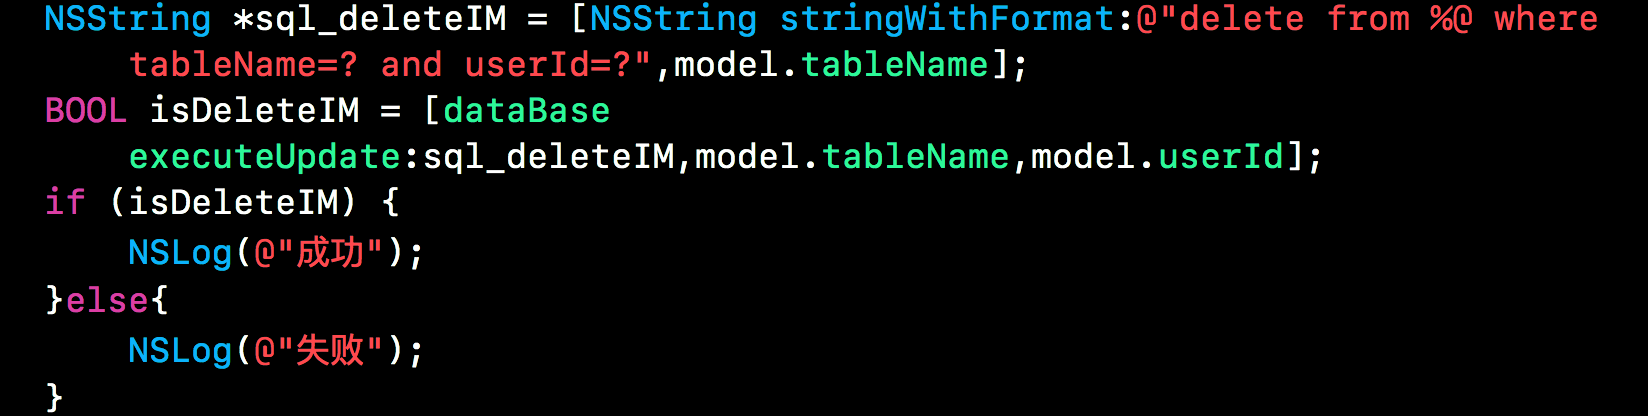 NSString *sql_deleteIM = [NSString stringWithFormat:@"delete from %@ where
tableName=? and userId=?",model.tableName];
BOOL isDeleteIM = [dataBase
executeUpdate:sql_deleteIM,model.tableName,model.userId];
if (isDeleteIM) {
NSLog(@"成功");
}else{
NSLog(@"失败");
}